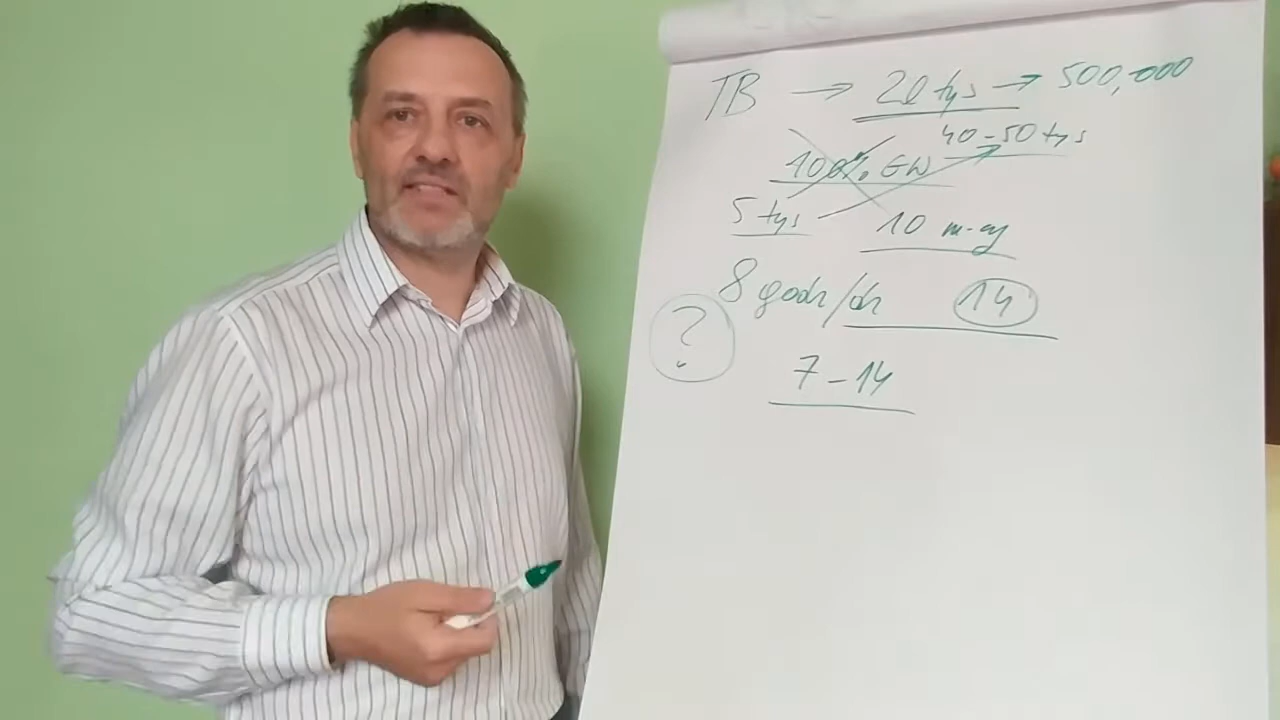 TB → 20 tys → 500,000
40-50 tys
100% EW
5 tys
10 m-cy
8 godz/dz 14
?
7-14